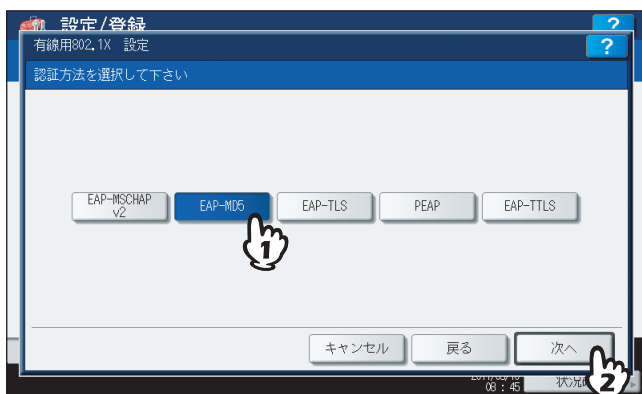 設定/登録
?
有線用802.1X 設定
?
認証方法を選択して下さい
EAP-MSCHAP
v2
EAP-MD5
EAP-TLS
PEAP
EAP-TTLS
1
キャンセル
戻る
次へ
2
08:45
状況